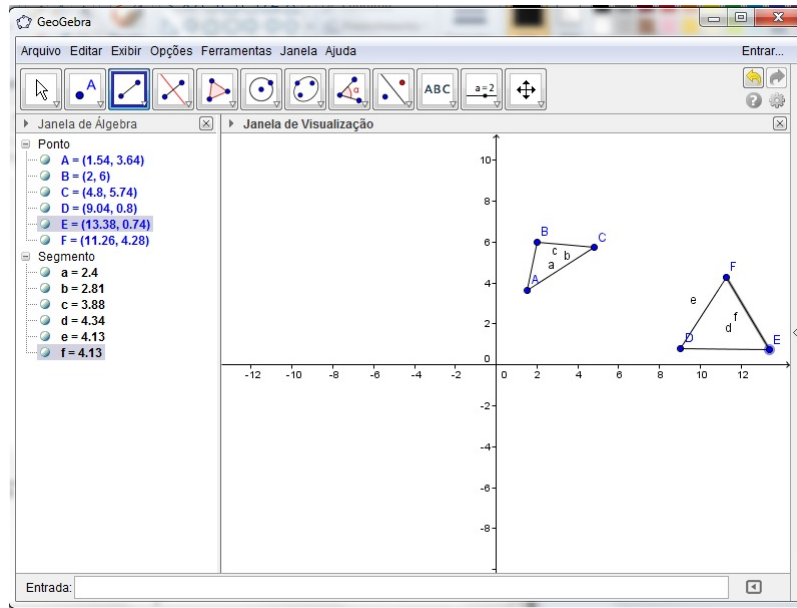 GeoGebra
Arquivo Editar Exibir Opções Ferramentas Janela Ajuda Entrar...
A α ABC a=2
Janela de Álgebra
Ponto
A = (1.54, 3.64)
B = (2, 6)
C = (4.8, 5.74)
D = (9.04, 0.8)
E = (13.38, 0.74)
F = (11.26, 4.28)
Segmento
a = 2.4
b = 2.81
c = 3.88
d = 4.34
e = 4.13
f = 4.13
Janela de Visualização
10
8
B C
6
c b
a
A F
4
e f
2
d
D E
0
-12 -10 -8 -6 -4 -2 0 2 4 6 8 10 12
-2
-4
-6
-8
Entrada: